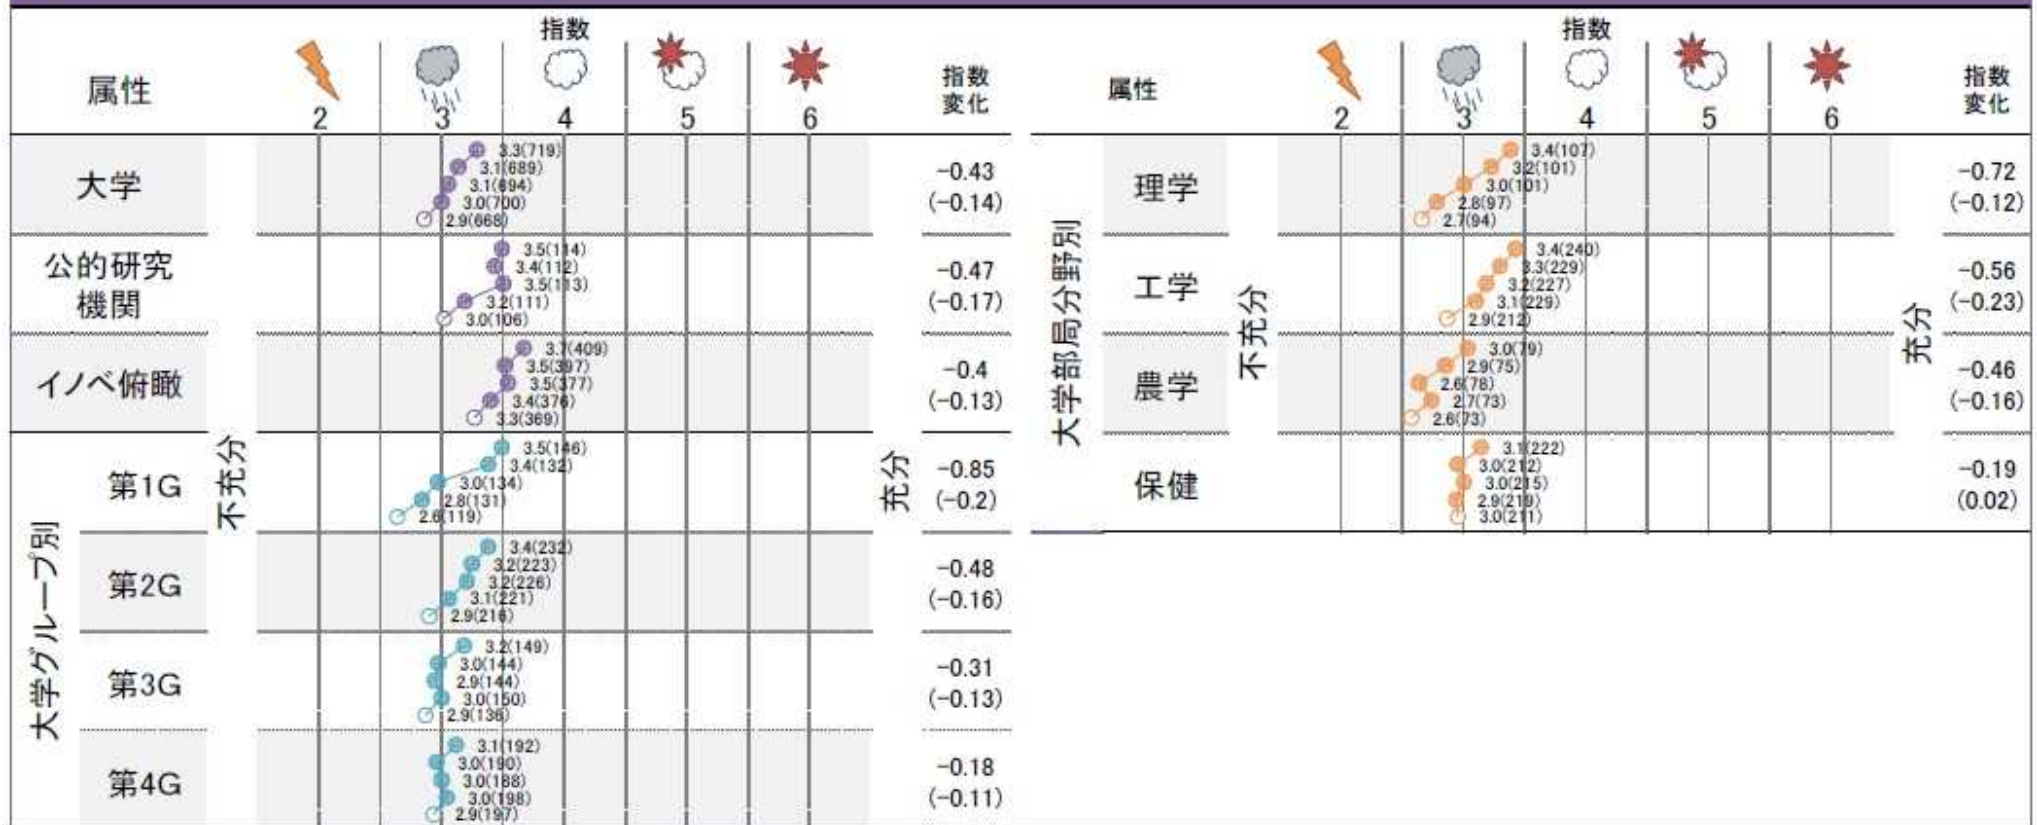 属性
指数
2 3 4 5 6
指数
変化
大学
3.3(719)
3.1(689)
3.1(694)
3.0(700)
2.9(668)
-0.43
(-0.14)
公的研究
機関
3.5(114)
3.4(112)
3.5(113)
3.2(111)
3.0(106)
-0.47
(-0.17)
イノベ俯瞰
3.7(409)
3.5(397)
3.5(377)
3.4(376)
3.3(369)
-0.4
(-0.13)
大学グループ別
不充分
充分
第1G
3.5(146)
3.4(132)
3.0(134)
2.8(131)
2.6(119)
-0.85
(-0.2)
第2G
3.4(232)
3.2(223)
3.2(226)
3.1(221)
2.9(216)
-0.48
(-0.16)
第3G
3.2(149)
3.0(144)
2.9(144)
3.0(150)
2.9(136)
-0.31
(-0.13)
第4G
3.1(192)
3.0(190)
3.0(188)
3.0(198)
2.9(197)
-0.18
(-0.11)
属性
指数
2 3 4 5 6
指数
変化
大学部局分野別
不充分
充分
理学
3.4(107)
3.2(101)
3.0(101)
2.8(97)
2.7(94)
-0.72
(-0.12)
工学
3.4(240)
3.3(229)
3.2(227)
3.1(229)
2.9(212)
-0.56
(-0.23)
農学
3.0(79)
2.9(75)
2.6(78)
2.7(73)
2.6(73)
-0.46
(-0.16)
保健
3.1(222)
3.0(212)
3.0(215)
2.9(219)
3.0(211)
-0.19
(0.02)